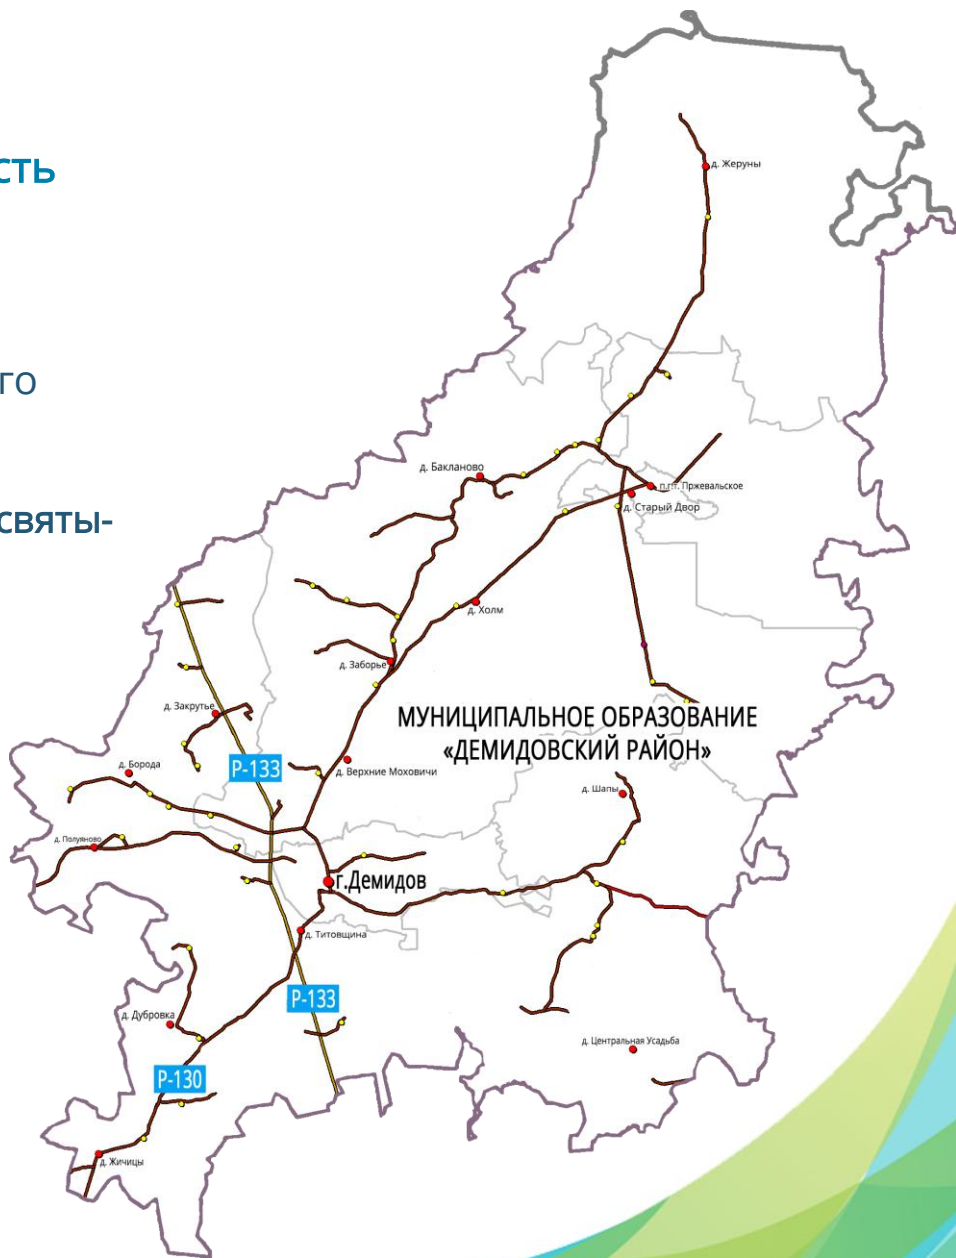 сть
го
святы-
д. Жеруны
д. Бакланово
п.г.т. Пржевальское
д. Старый Двор
д. Холм
д. Заборье
д. Закрутье
МУНИЦИПАЛЬНОЕ ОБРАЗОВАНИЕ
«ДЕМИДОВСКИЙ РАЙОН»
Р-133
д. Борода
д. Верхние Моховичи
д. Шапы
д. Полуяново
г.Демидов
д. Титовщина
Р-133
д. Дубровка
д. Центральная Усадьба
Р-130
д. Жичицы